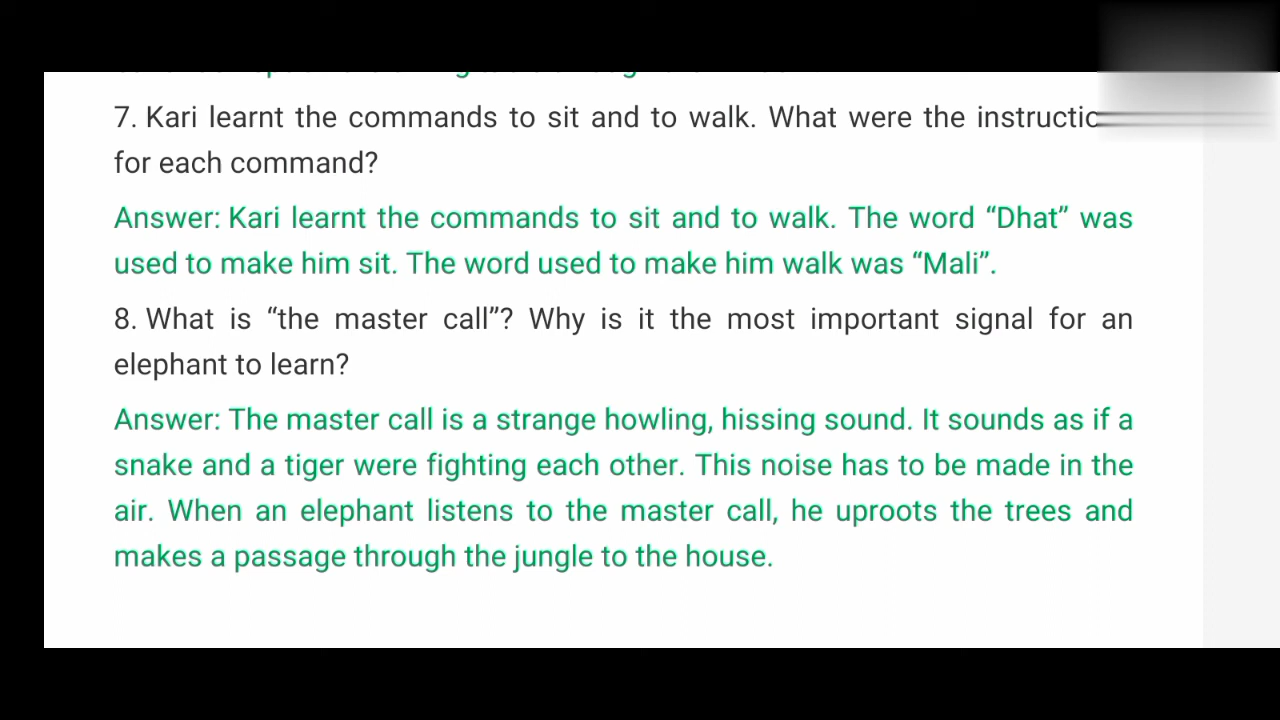 7. Kari learnt the commands to sit and to walk. What were the
for each command?
Answer: Kari learnt the commands to sit and to walk. The word “Dhat” was
used to make him sit. The word used to make him walk was “Mali”.
8. What is “the master call”? Why is it the most important signal for an
elephant to learn?
Answer: The master call is a strange howling, hissing sound. It sounds as if a
snake and a tiger were fighting each other. This noise has to be made in the
air. When an elephant listens to the master call, he uproots the trees and
makes a passage through the jungle to the house.